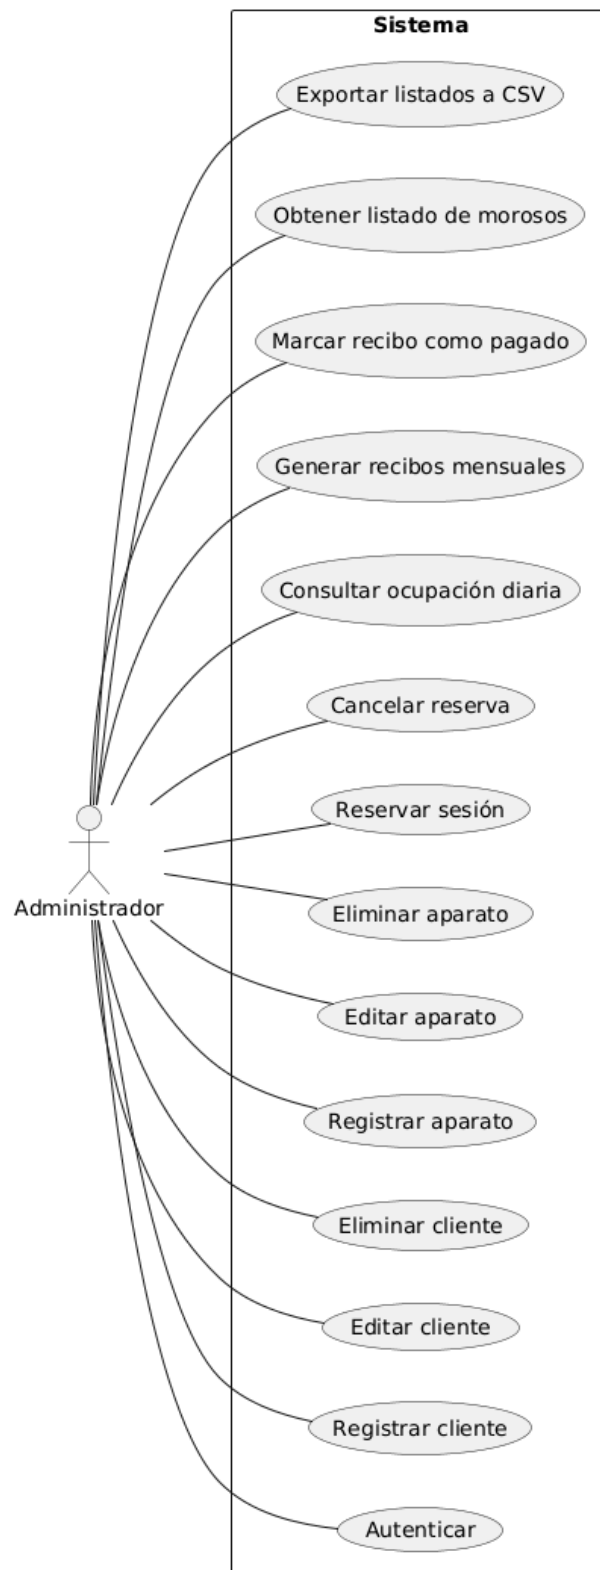 Sistema
Exportar listados a CSV
Obtener listado de morosos
Marcar recibo como pagado
Generar recibos mensuales
Consultar ocupación diaria
Cancelar reserva
Reservar sesión
Administrador
Eliminar aparato
Editar aparato
Registrar aparato
Eliminar cliente
Editar cliente
Registrar cliente
Autenticar